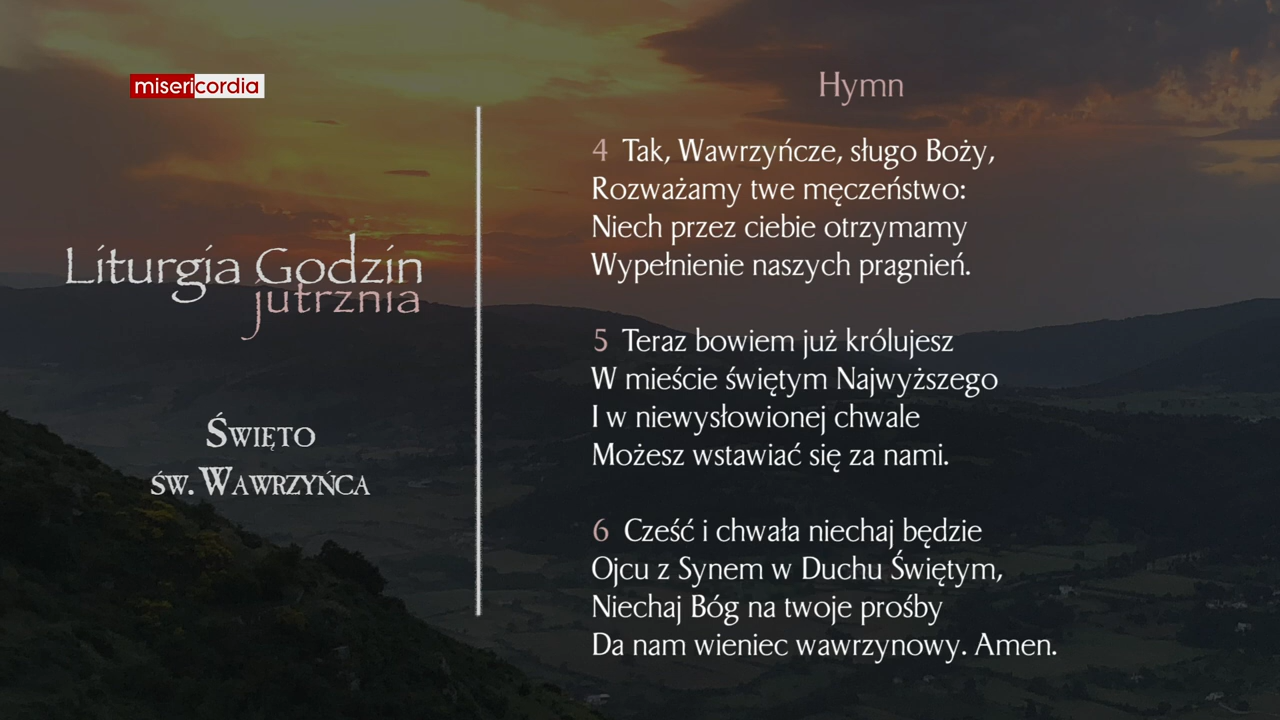 misericordia
Liturgia Godzin
jutrznia
Święto
św. Wawrzyńca
Hymn
4 Tak, Wawrzyńcze, sługo Boży,
Rozważamy twe męczeństwo:
Niech przez ciebie otrzymamy
Wypełnienie naszych pragnień.
5 Teraz bowiem już królujesz
W mieście świętym Najwyższego
I w niewysłowionej chwale
Możesz wstawiać się za nami.
6 Cześć i chwała niechaj będzie
Ojcu z Synem w Duchu Świętym,
Niechaj Bóg na twoje prośby
Da nam wieniec wawrzynowy. Amen.